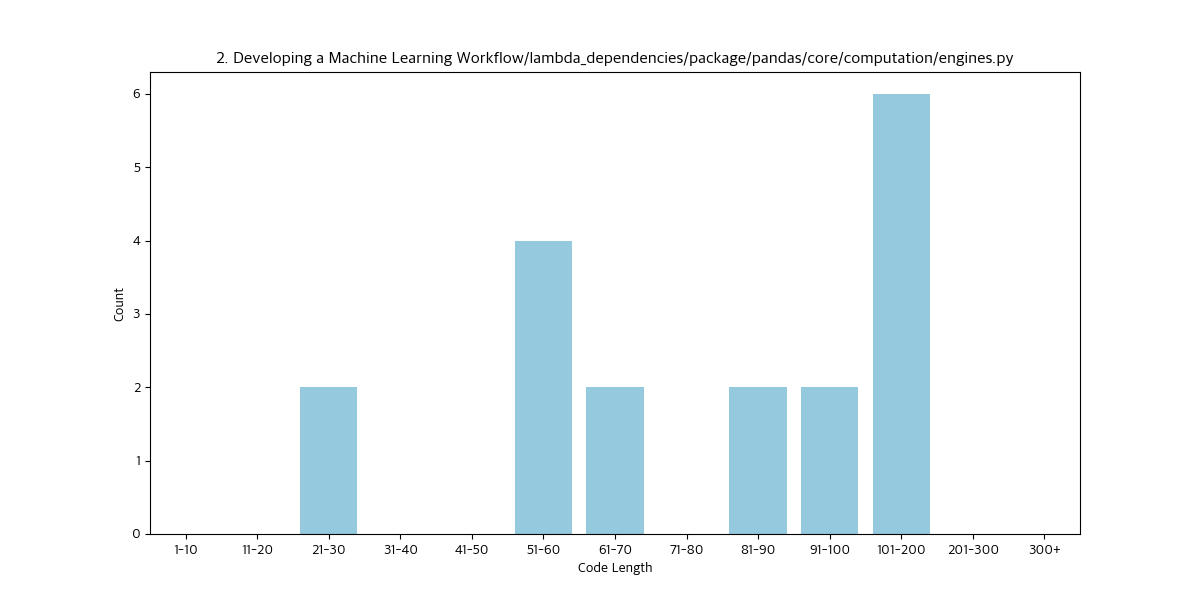 2. Developing a Machine Learning Workflow/lambda_dependencies/package/pandas/core/computation/engines.py
6
5
4
3
2
1
0
Count
1-10 11-20 21-30 31-40 41-50 51-60 61-70 71-80 81-90 91-100 101-200 201-300 300+
Code Length